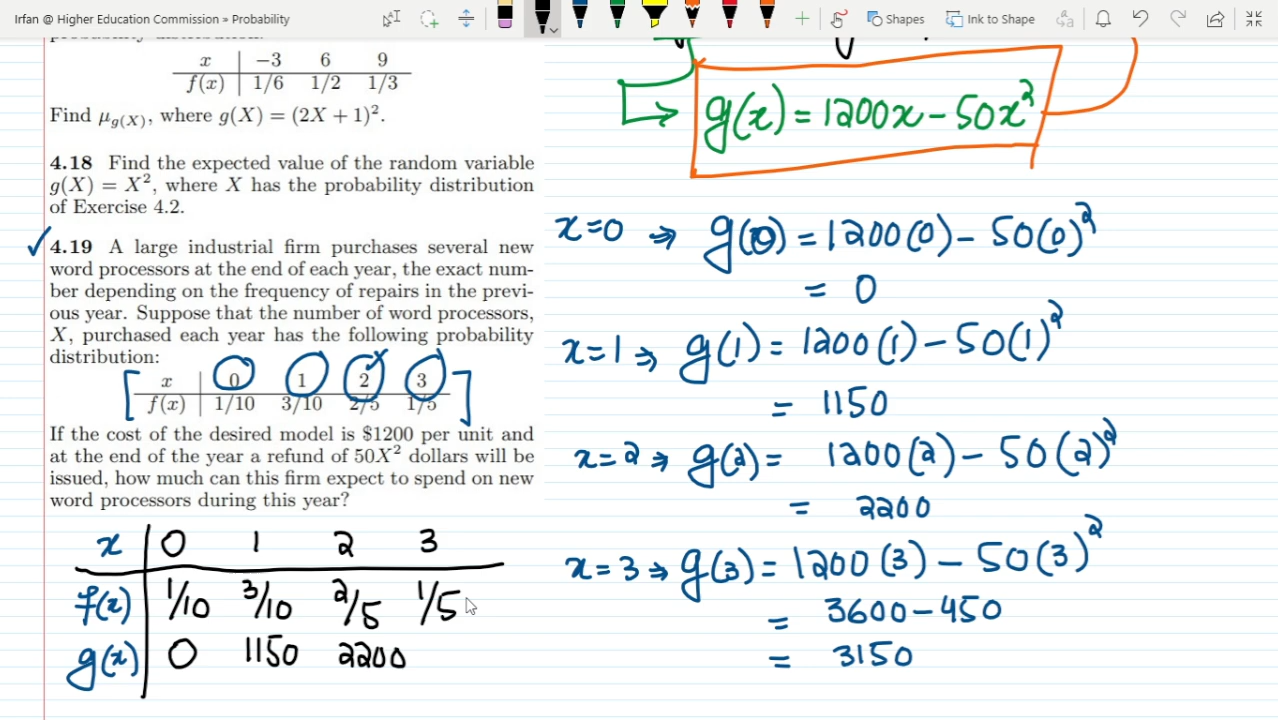 Irfan @ Higher Education Commission » Probability
Shapes
Ink to Shape
probability distribution:
x −3 6 9
f(x) 1/6 1/2 1/3
Find μg(X), where g(X) = (2X + 1)².
4.18 Find the expected value of the random variable
g(X) = X², where X has the probability distribution
of Exercise 4.2.
4.19 A large industrial firm purchases several new
word processors at the end of each year, the exact num-
ber depending on the frequency of repairs in the previ-
ous year. Suppose that the number of word processors,
X, purchased each year has the following probability
distribution:
x 0 1 2 3
f(x) 1/10 3/10 2/5 1/5
If the cost of the desired model is $1200 per unit and
at the end of the year a refund of 50X² dollars will be
issued, how much can this firm expect to spend on new
word processors during this year?
x 0 1 2 3
f(x) 1/10 3/10 2/5 1/5
g(x) 0 1150 2200
g(x) = 1200x - 50x²
x=0 ⇒ g(0) = 1200(0) - 50(0)²
= 0
x=1 ⇒ g(1) = 1200(1) - 50(1)²
= 1150
x=2 ⇒ g(2) = 1200(2) - 50(2)²
= 2200
x=3 ⇒ g(3) = 1200(3) - 50(3)²
= 3600-450
= 3150